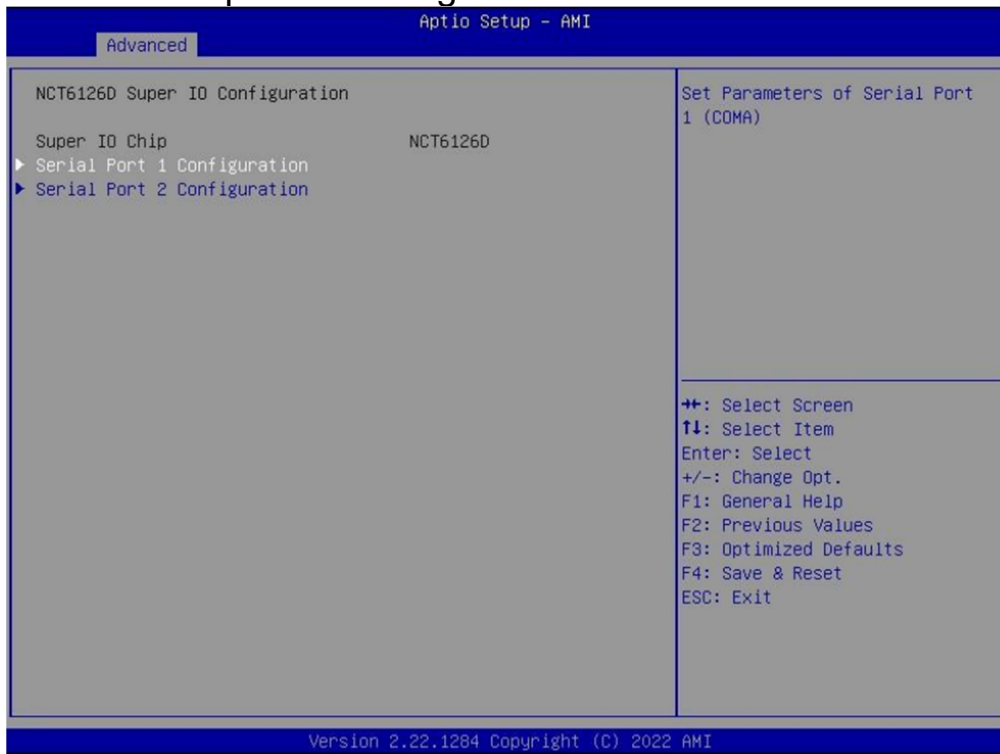 Aptio Setup – AMI
Advanced
NCT6126D Super IO Configuration
Super IO Chip NCT6126D
Serial Port 1 Configuration
Serial Port 2 Configuration
Set Parameters of Serial Port
1 (COMA)
→←: Select Screen
↑↓: Select Item
Enter: Select
+/-: Change Opt.
F1: General Help
F2: Previous Values
F3: Optimized Defaults
F4: Save & Reset
ESC: Exit
Version 2.22.1284 Copyright (C) 2022 AMI